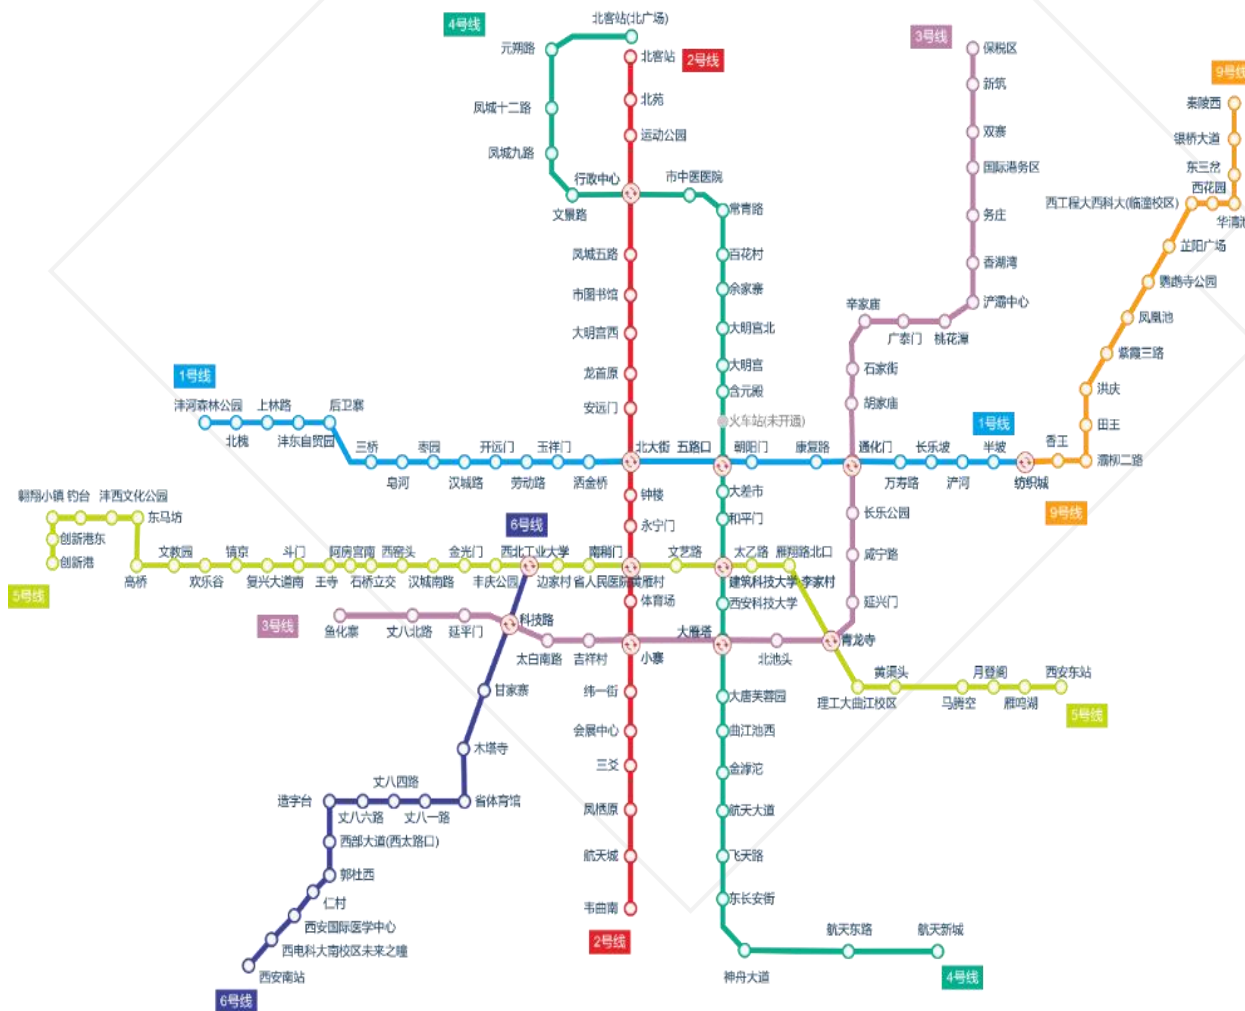 4号线
北客站(北广场)
元朔路
北客站
2号线
3号线
保税区
9号线
凤城十二路
北苑
新筑
秦陵西
运动公园
双寨
银桥大道
凤城九路
国际港务区
东三岔
行政中心
市中医医院
西花园
文景路
常青路
务庄
西工程大西科大(临潼校区)
华清池
凤城五路
百花村
香湖湾
芷阳广场
市图书馆
余家寨
辛家庙
浐灞中心
鹦鹉寺公园
大明宫西
大明宫北
广泰门
桃花潭
凤凰池
龙首原
大明宫
石家街
紫霞三路
1号线
安远门
含元殿
胡家庙
洪庆
沣河森林公园
上林路
后卫寨
火车站(未开通)
1号线
田王
北槐
沣东自贸园
三桥
枣园
开远门
玉祥门
北大街
五路口
朝阳门
康复路
通化门
长乐坡
半坡
香王
皂河
汉城路
劳动路
洒金桥
万寿路
浐河
纺织城
灞柳二路
翱翔小镇
钓台
沣西文化公园
东马坊
6号线
钟楼
大差市
长乐公园
9号线
创新港东
永宁门
和平门
创新港
文教园
镐京
斗门
阿房宫南
西窑头
金光门
西北工业大学
南稍门
文艺路
太乙路
雁翔路北口
咸宁路
5号线
高桥
欢乐谷
复兴大道南
王寺
石桥立交
汉城南路
丰庆公园
边家村
省人民医院黄雁村
建筑科技大学·李家村
3号线
鱼化寨
丈八北路
延平门
科技路
体育场
西安科技大学
延兴门
太白南路
吉祥村
小寨
大雁塔
北池头
青龙寺
甘家寨
纬一街
大唐芙蓉园
理工大曲江校区
黄渠头
马腾空
月登阁
雁鸣湖
西安东站
5号线
木塔寺
会展中心
曲江池西
三爻
金滹沱
造字台
丈八六路
丈八四路
丈八一路
省体育馆
凤栖原
航天大道
西部大道(西太路口)
航天城
飞天路
郭杜西
仁村
韦曲南
东长安街
西安国际医学中心
2号线
航天东路
航天新城
西电科大南校区未来之瞳
神舟大道
4号线
西安南站
6号线